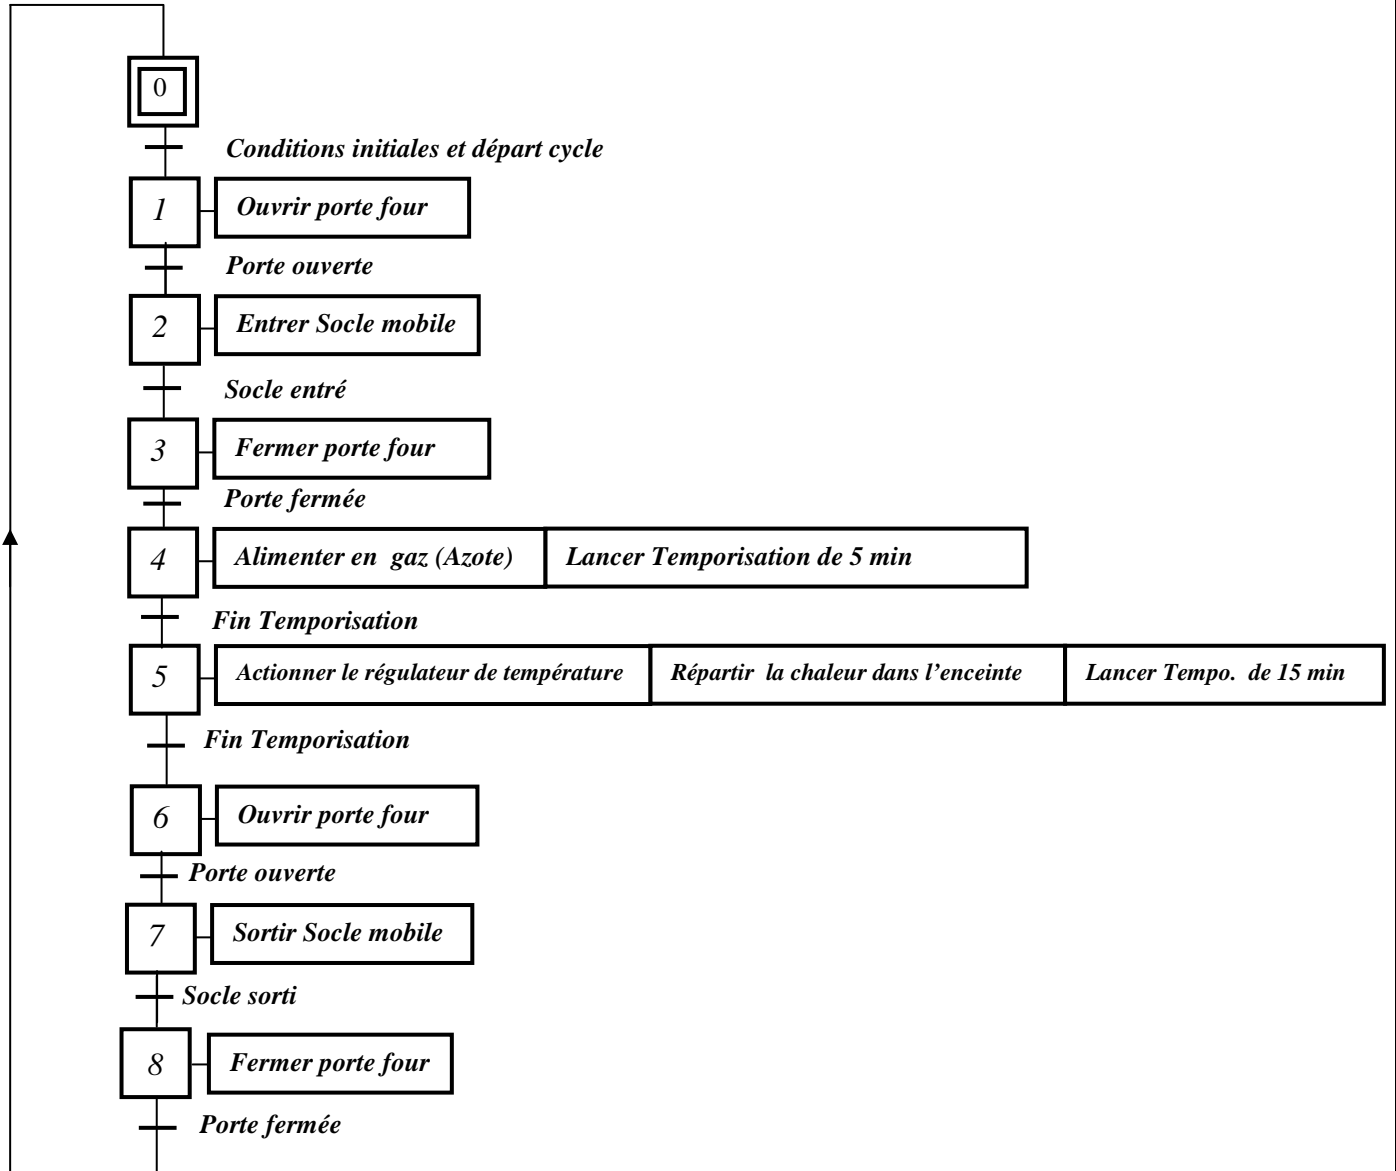 0
Conditions initiales et départ cycle
1 Ouvrir porte four
Porte ouverte
2 Entrer Socle mobile
Socle entré
3 Fermer porte four
Porte fermée
4 Alimenter en gaz (Azote) Lancer Temporisation de 5 min
Fin Temporisation
5 Actionner le régulateur de température Répartir la chaleur dans l'enceinte Lancer Tempo. de 15 min
Fin Temporisation
6 Ouvrir porte four
Porte ouverte
7 Sortir Socle mobile
Socle sorti
8 Fermer porte four
Porte fermée